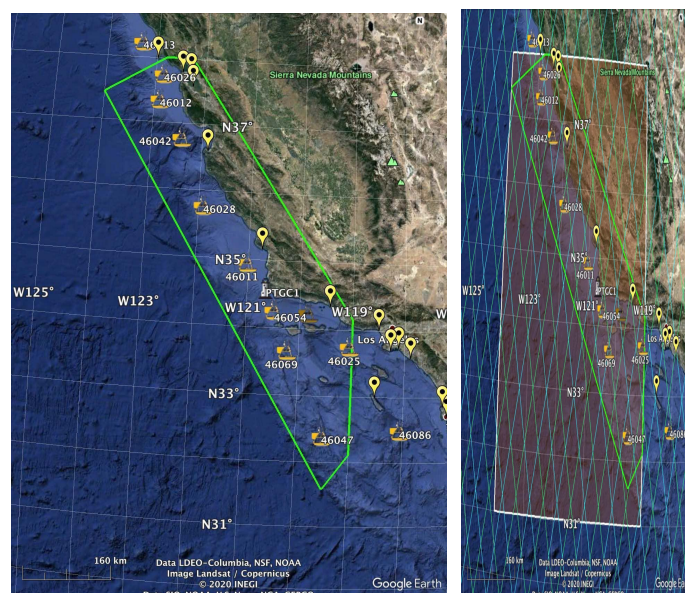 N
46013
46026
Sierra Nevada Mountains
46012
N37°
46042
46028
N35°
46011
W125°
W123°
PTGC1
W121°
46054
W119°
W
Los Angeles
46069
46025
N33°
46047
46086
N31°
160 km
Data LDEO-Columbia, NSF, NOAA
Image Landsat / Copernicus
© 2020 INEGI
Google Earth
46026
Sierra Nevada Mountains
46012
N37°
46042
46028
N35°
46011
W125°
W123°
PTGC1
W121°
46054
W119°
46069
46025
N33°
46047
N31°
160 km
Data LDEO-Columbia, NSF, NOAA
Image Landsat / Copernicus
© 2020 INEGI